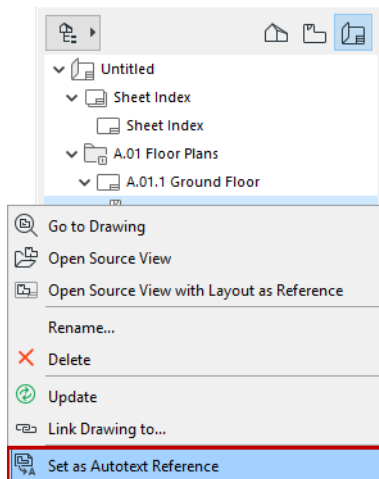 Untitled
Sheet Index
Sheet Index
A.01 Floor Plans
A.01.1 Ground Floor
Go to Drawing
Open Source View
Open Source View with Layout as Reference
Rename...
Delete
Update
Link Drawing to...
Set as Autotext Reference